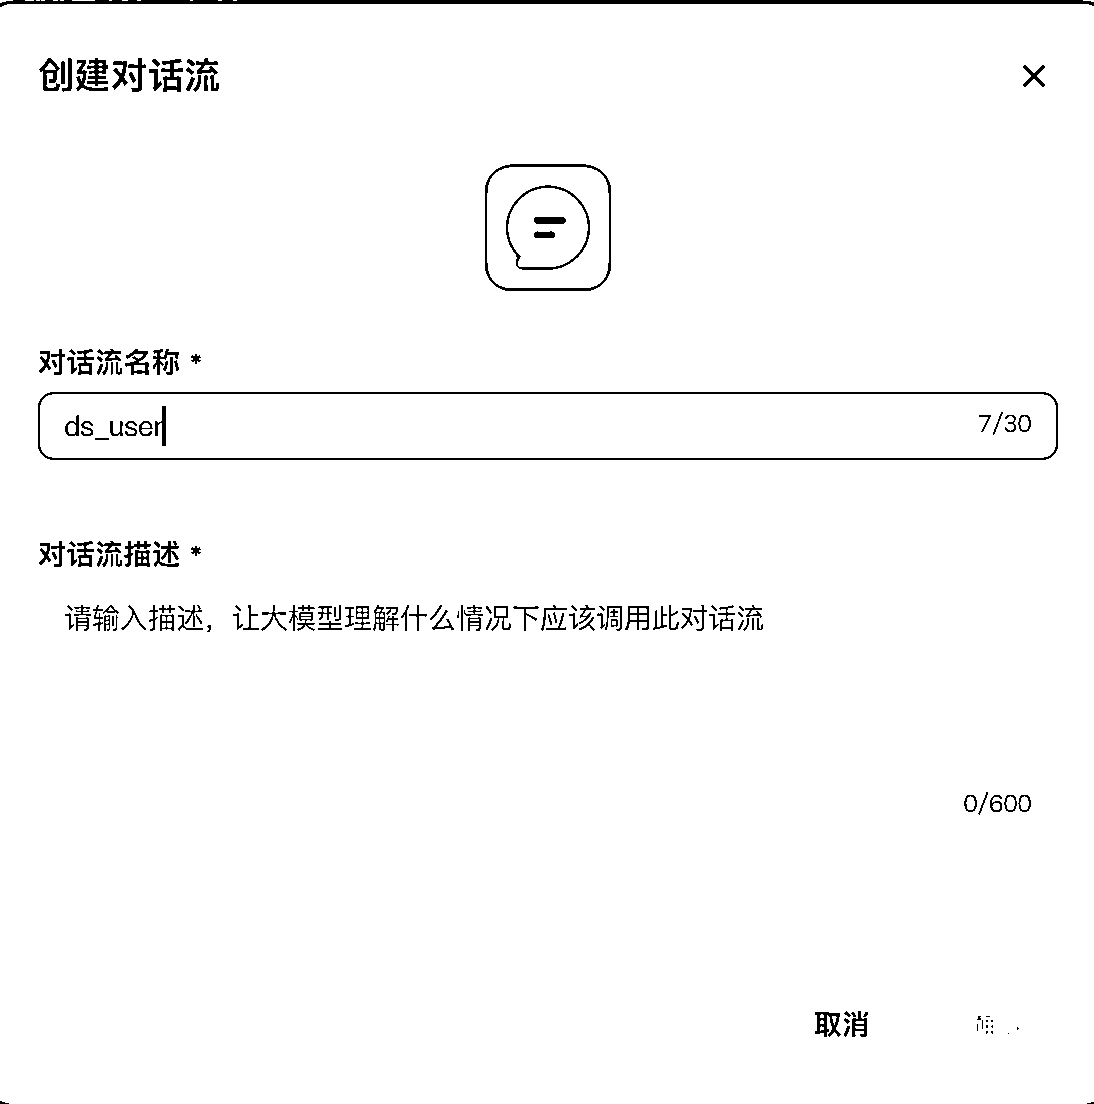 创建对话流
对话流名称 *
ds_user
7/30
对话流描述 *
请输入描述，让大模型理解什么情况下应该调用此对话流
0/600
取消